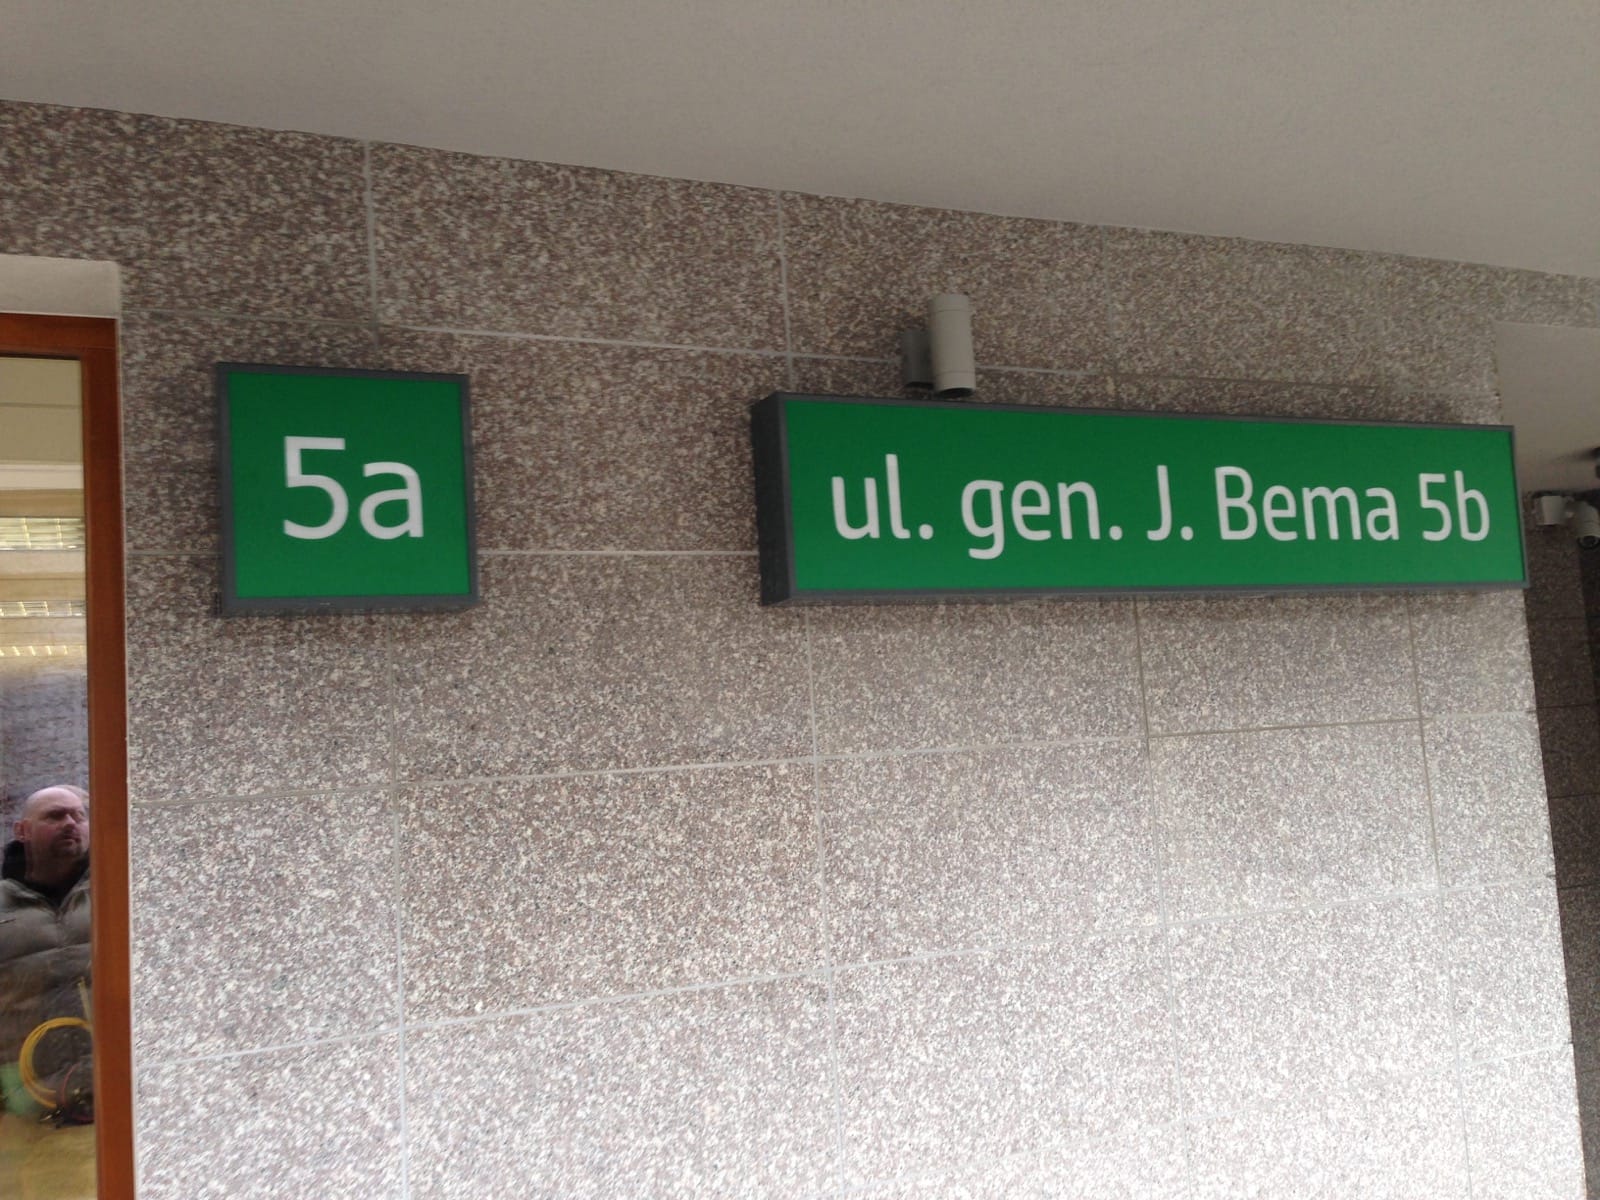 5a
ul. gen. J. Bema 5b